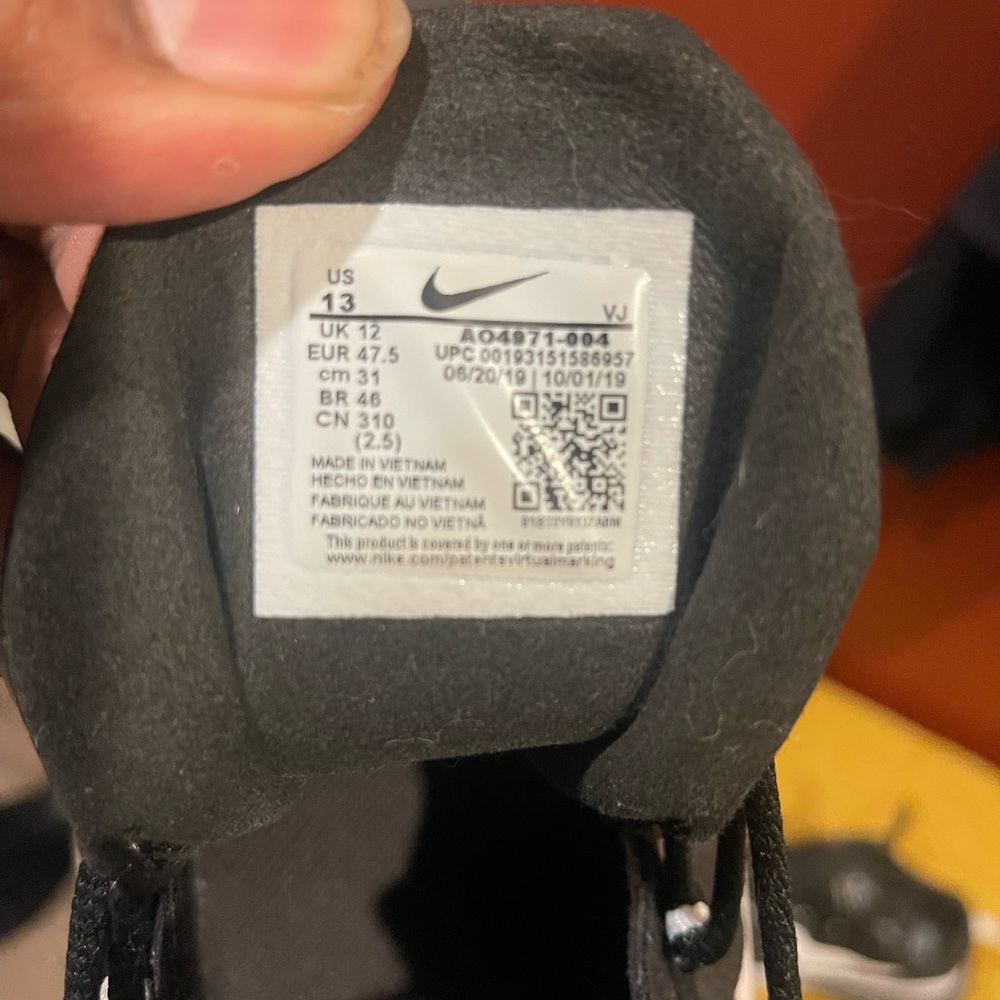 US
13
VJ
UK 12
AO4971-004
EUR 47.5
UPC 00193151586957
cm 31
06/20/19 | 10/01/19
BR 46
CN 310
(2.5)
MADE IN VIETNAM
HECHO EN VIETNAM
FABRIQUE AU VIETNAM
FABRICADO NO VIETNÃ
This product is covered by one or more patents:
www.nike.com/patentsvirtualmarking